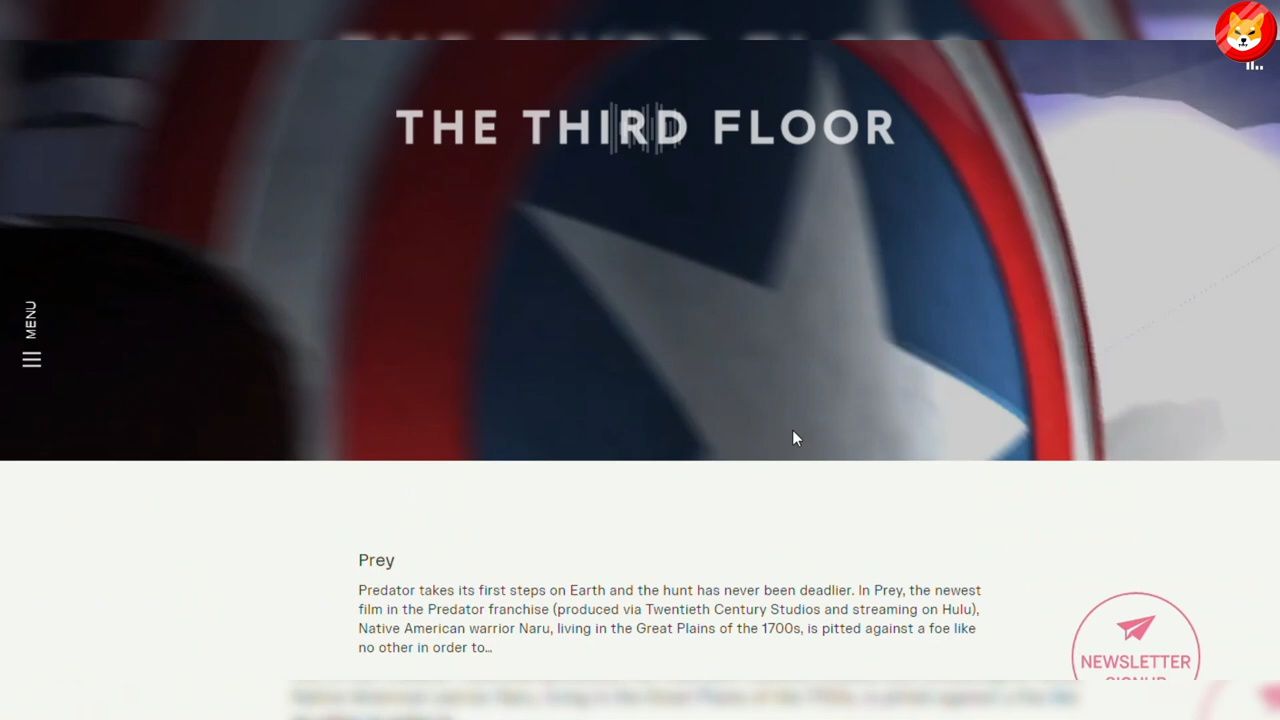 THE THIRD FLOOR
MENU
Prey
Predator takes its first steps on Earth and the hunt has never been deadlier. In Prey, the newest
film in the Predator franchise (produced via Twentieth Century Studios and streaming on Hulu),
Native American warrior Naru, living in the Great Plains of the 1700s, is pitted against a foe like
no other in order to…
NEWSLETTER
SIGNUP